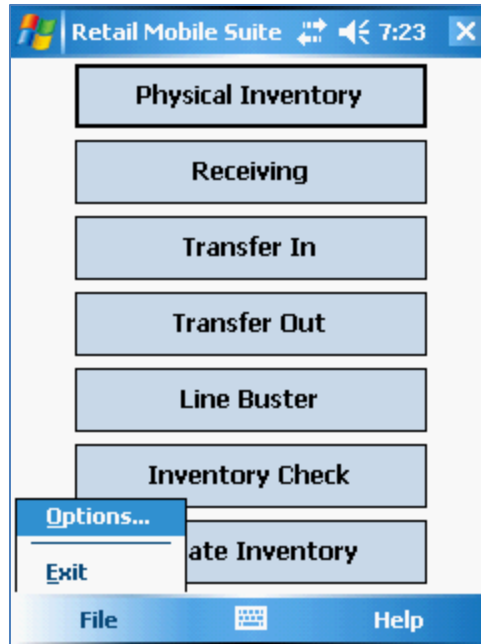 Retail Mobile Suite 7:23
Physical Inventory
Receiving
Transfer In
Transfer Out
Line Buster
Inventory Check
Options...
ate Inventory
Exit
File Help